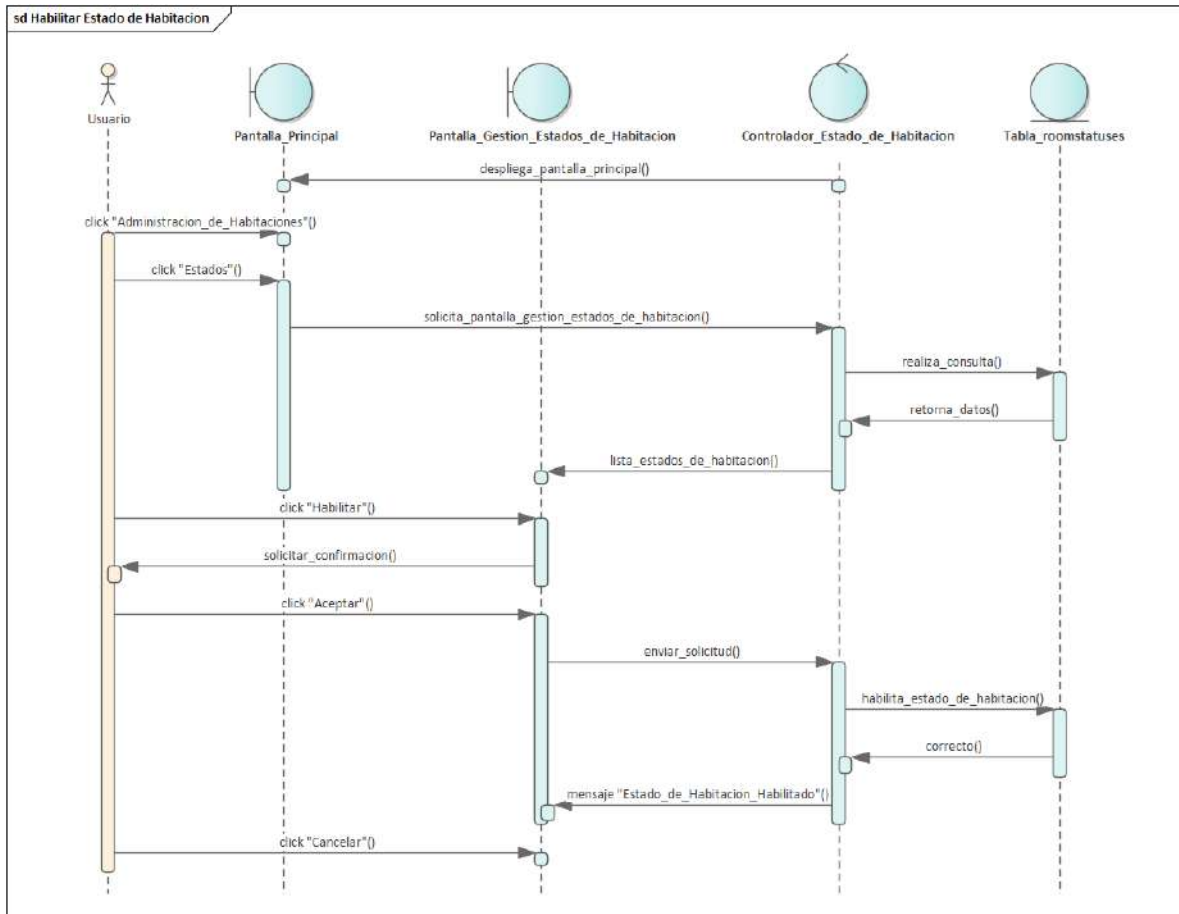 sd Habilitar Estado de Habitacion
Usuario
Pantalla_Principal
Pantalla_Gestion_Estados_de_Habitacion
Controlador_Estado_de_Habitacion
Tabla_roomstatuses
despliega_pantalla_principal()
click "Administracion_de_Habitaciones"()
click "Estados"()
solicita_pantalla_gestion_estados_de_habitacion()
realiza_consulta()
retorna_datos()
lista_estados_de_habitacion()
click "Habilitar"()
solicitar_confirmacion()
click "Aceptar"()
enviar_solicitud()
habilita_estado_de_habitacion()
correcto()
mensaje "Estado_de_Habitacion_Habilitado"()
click "Cancelar"()